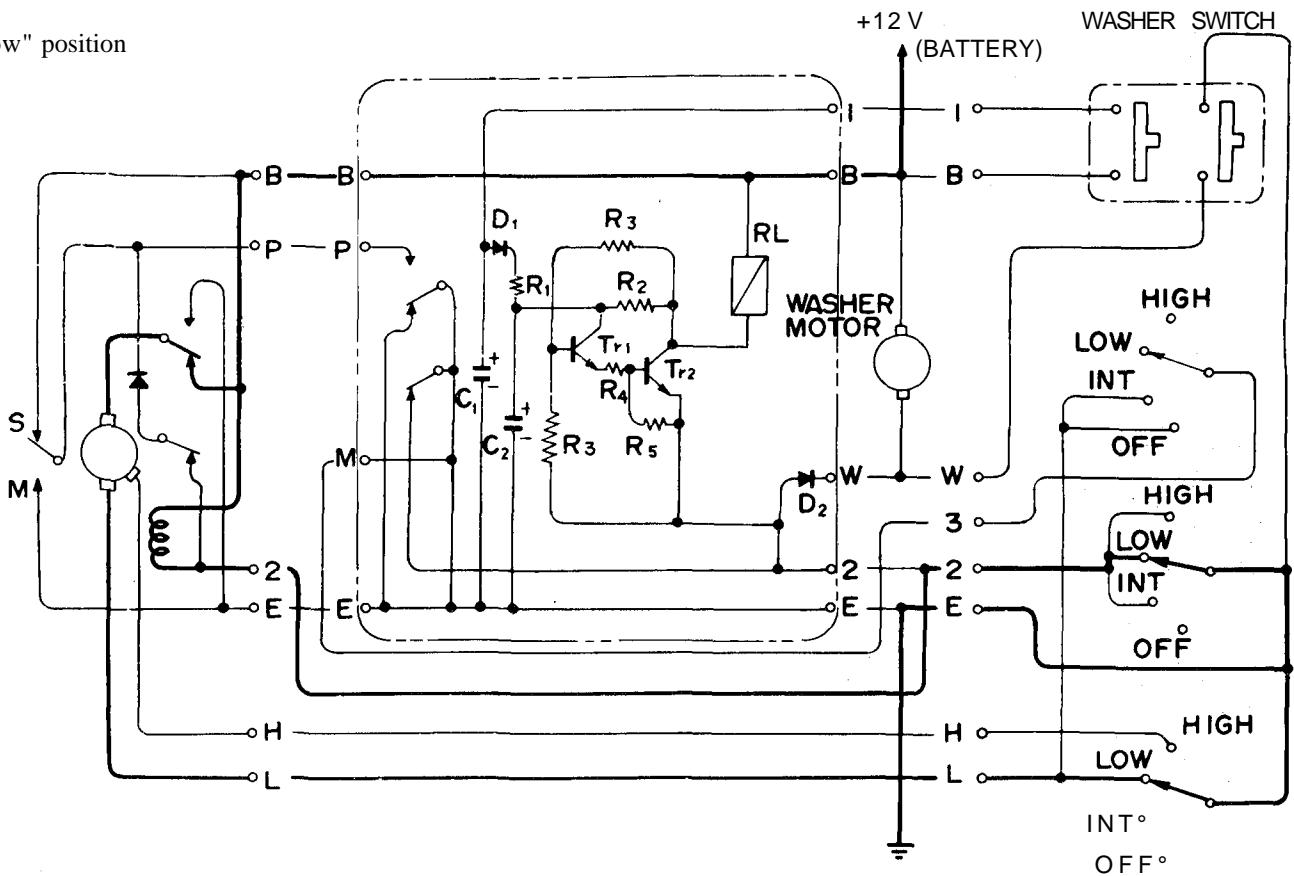 +12 V
(BATTERY)
WASHER SWITCH
ow" position
I I
B B B B
P P
D1
R3
RL
R1
R2
WASHER
MOTOR
HIGH
LOW
INT
OFF
Tr1
Tr2
R4
+
-
C1
+
-
C2
R3
R5
S
M
M
D2
W W
3
HIGH
LOW
INT
OFF
2 2 2
E E E E
H H
HIGH
L L
LOW
INT
OFF